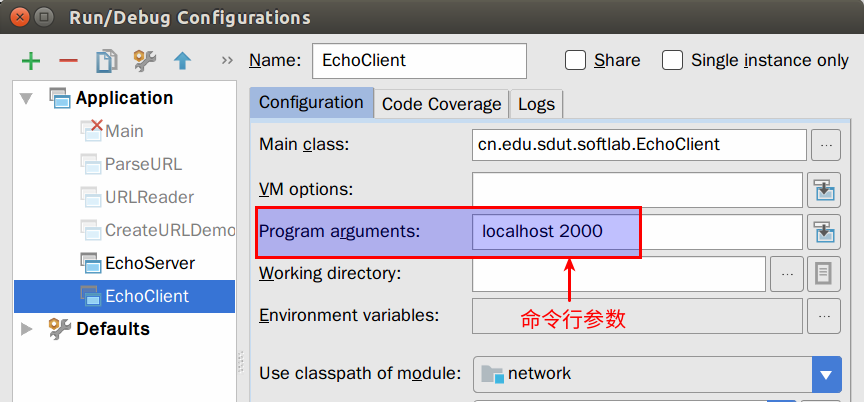 Run/Debug Configurations
Name: EchoClient Share Single instance only
Application
Main
ParseURL
URLReader
CreateURLDemo
EchoServer
EchoClient
Defaults
Configuration Code Coverage Logs
Main class: cn.edu.sdut.softlab.EchoClient ...
VM options:
Program arguments: localhost 2000
Working directory: ...
Environment variables: ...
命令行参数
Use classpath of module: network